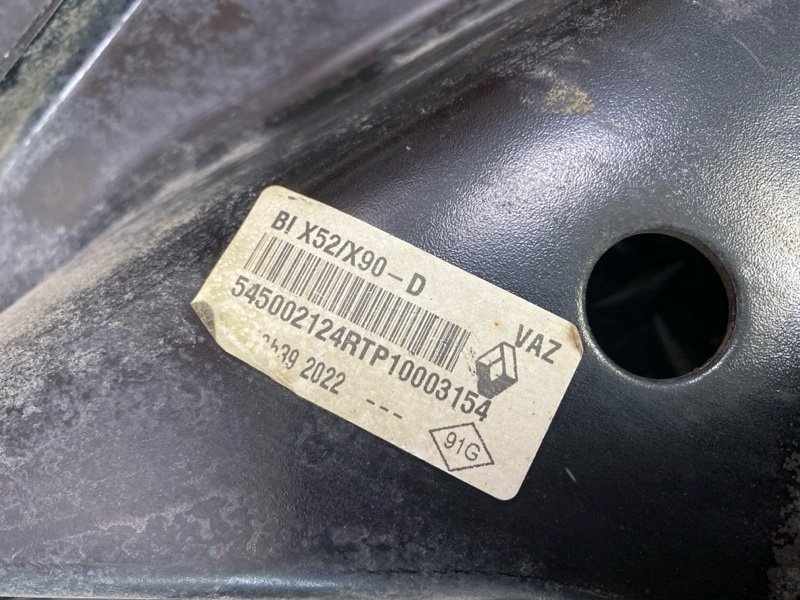 BI X52/X90-D
VAZ
545002124RTP10003154
2022 ---
91G